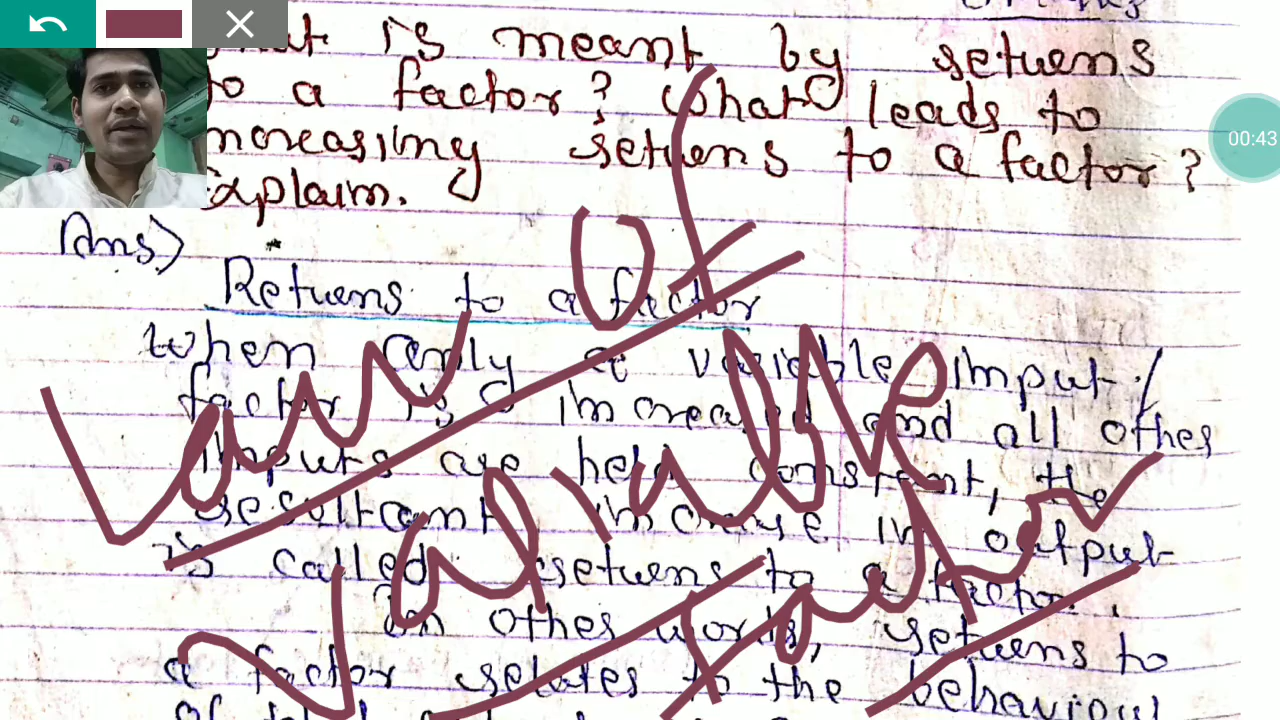 what is meant by returns
to a factor? What leads to
increasing returns to a factor?
Explain.
Ans)
Returns to a factor
When only a variable input /
factor is increased and all other
inputs are held constant, the
resultant increase in output
is called returns to a factor.
In other words, returns to
a factor relates to the behaviour
Law of
Variable
Factor
00:43